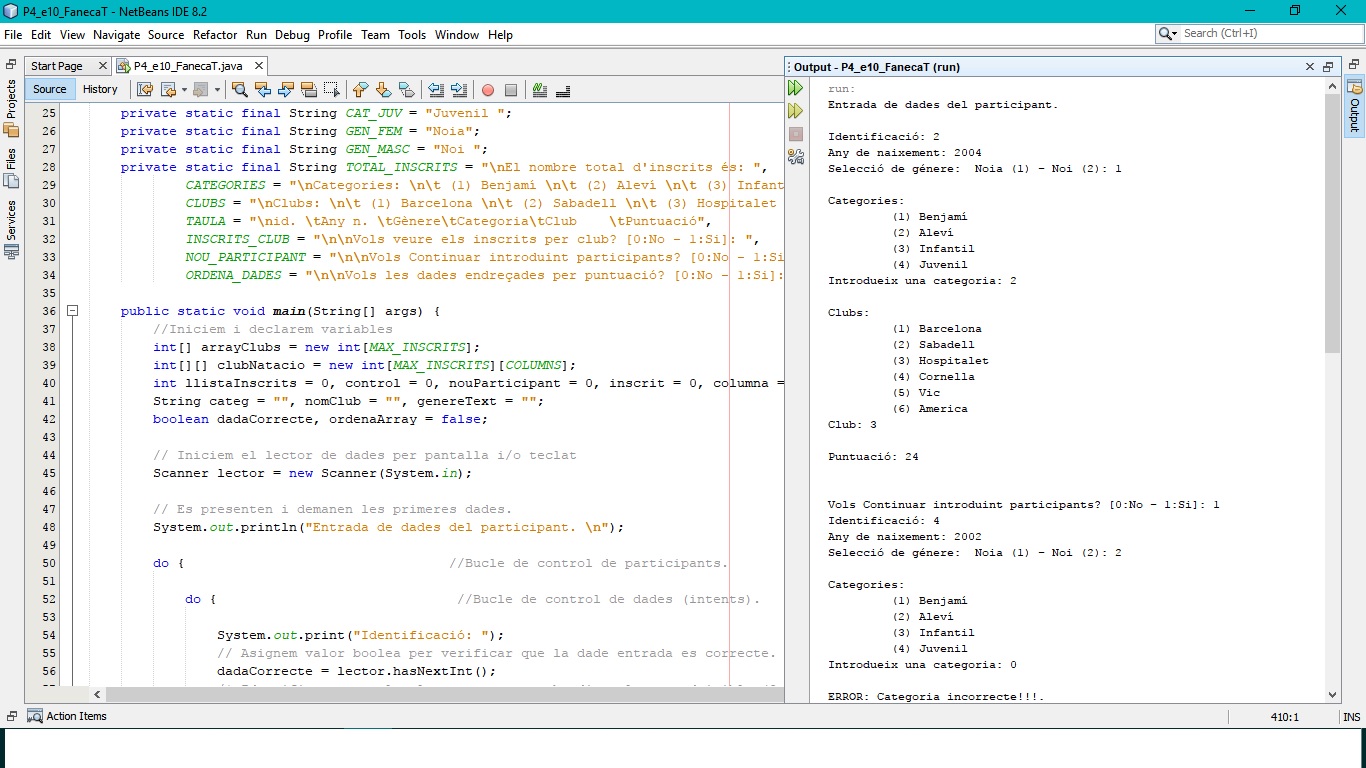 P4_e10_FanecaT - NetBeans IDE 8.2
File Edit View Navigate Source Refactor Run Debug Profile Team Tools Window Help
Search (Ctrl+I)
Projects
Files
Services
Start Page
P4_e10_FanecaT.java
Source History
25 private static final String CAT_JUV = "Juvenil ";
26 private static final String GEN_FEM = "Noia";
27 private static final String GEN_MASC = "Noi ";
28 private static final String TOTAL_INSCRITS = "\nEl nombre total d'inscrits és: ",
29 CATEGORIES = "\nCategories: \n\t (1) Benjamí \n\t (2) Aleví \n\t (3) Infant
30 CLUBS = "\nClubs: \n\t (1) Barcelona \n\t (2) Sabadell \n\t (3) Hospitalet
31 TAULA = "\nid. \tAny n. \tGènere\tCategoria\tClub    \tPuntuació",
32 INSCRITS_CLUB = "\n\nVols veure els inscrits per club? [0:No - 1:Si]: ",
33 NOU_PARTICIPANT = "\n\nVols Continuar introduint participants? [0:No - 1:Si
34 ORDENA_DADES = "\n\nVols les dades endreçades per puntuació? [0:No - 1:Si]:
35
36 public static void main(String[] args) {
37 //Iniciem i declarem variables
38 int[] arrayClubs = new int[MAX_INSCRITS];
39 int[][] clubNatacio = new int[MAX_INSCRITS][COLUMNS];
40 int llistaInscrits = 0, control = 0, nouParticipant = 0, inscrit = 0, columna =
41 String categ = "", nomClub = "", genereText = "";
42 boolean dadaCorrecte, ordenaArray = false;
43
44 // Iniciem el lector de dades per pantalla i/o teclat
45 Scanner lector = new Scanner(System.in);
46
47 // Es presenten i demanen les primeres dades.
48 System.out.println("Entrada de dades del participant. \n");
49
50 do { //Bucle de control de participants.
51
52 do { //Bucle de control de dades (intents).
53
54 System.out.print("Identificació: ");
55 // Asignem valor boolea per verificar que la dade entrada es correcte.
56 dadaCorrecte = lector.hasNextInt();
Output - P4_e10_FanecaT (run)
run:
Entrada de dades del participant.
Identificació: 2
Any de naixement: 2004
Selecció de génere:  Noia (1) - Noi (2): 1
Categories:
(1) Benjamí
(2) Aleví
(3) Infantil
(4) Juvenil
Introdueix una categoria: 2
Clubs:
(1) Barcelona
(2) Sabadell
(3) Hospitalet
(4) Cornella
(5) Vic
(6) America
Club: 3
Puntuació: 24
Vols Continuar introduint participants? [0:No - 1:Si]: 1
Identificació: 4
Any de naixement: 2002
Selecció de génere:  Noia (1) - Noi (2): 2
Categories:
(1) Benjamí
(2) Aleví
(3) Infantil
(4) Juvenil
Introdueix una categoria: 0
ERROR: Categoria incorrecte!!!.
Output
Action Items
410:1 INS